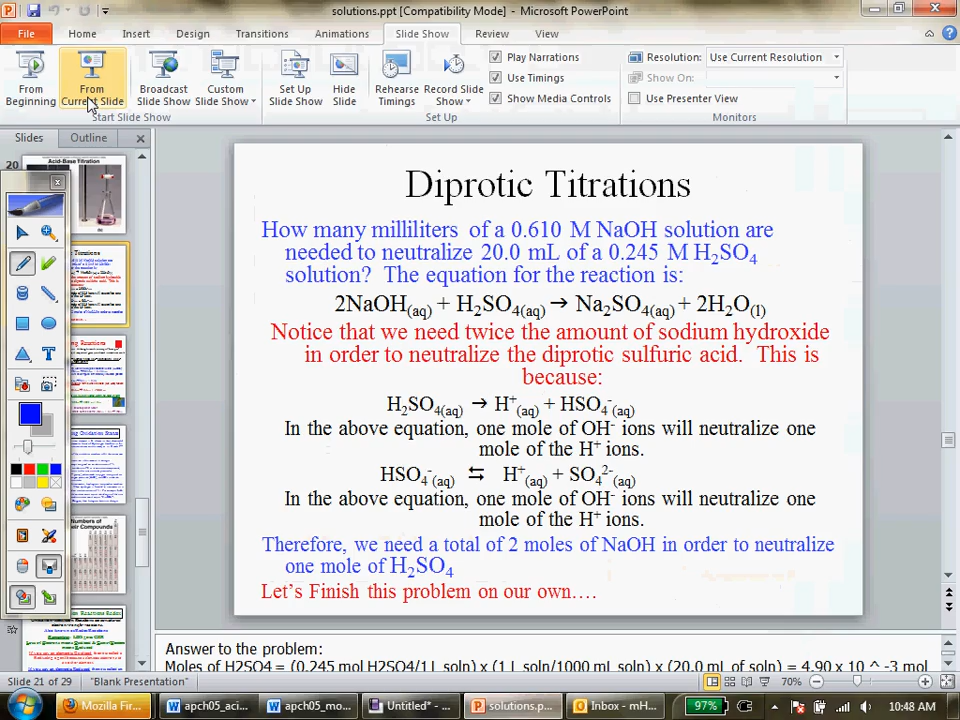 solutions.ppt [Compatibility Mode] - Microsoft PowerPoint
File Home Insert Design Transitions Animations Slide Show Review View
From Beginning
From Current Slide
Broadcast Slide Show
Custom Slide Show
Set Up Slide Show
Hide Slide
Rehearse Timings
Record Slide Show
Play Narrations
Use Timings
Show Media Controls
Resolution: Use Current Resolution
Show On:
Use Presenter View
Start Slide Show
Set Up
Monitors
Slides Outline
20
Acid-Base Titration
Diprotic Titrations
How many milliliters of a 0.610 M NaOH solution are
needed to neutralize 20.0 mL of a 0.245 M H₂SO₄
solution? The equation for the reaction is:
2NaOH(aq) + H₂SO₄(aq) → Na₂SO₄(aq) + 2H₂O(l)
Notice that we need twice the amount of sodium hydroxide
in order to neutralize the diprotic sulfuric acid. This is
because:
H₂SO₄(aq) → H⁺(aq) + HSO₄⁻(aq)
In the above equation, one mole of OH⁻ ions will neutralize one
mole of the H⁺ ions.
HSO₄⁻(aq) ⇆ H⁺(aq) + SO₄²⁻(aq)
In the above equation, one mole of OH⁻ ions will neutralize one
mole of the H⁺ ions.
Therefore, we need a total of 2 moles of NaOH in order to neutralize
one mole of H₂SO₄
Let's Finish this problem on our own….
Answer to the problem:
Moles of H2SO4 = (0.245 mol H2SO4/1 L soln) x (1 L soln/1000 mL soln) x (20.0 mL of soln) = 4.90 x 10 ^ -3 mol
Slide 21 of 29 "Blank Presentation" 70%
Mozilla Fir... apch05_aci... apch05_mo... Untitled* - ... solutions.p... Inbox - mH... 97% 10:48 AM